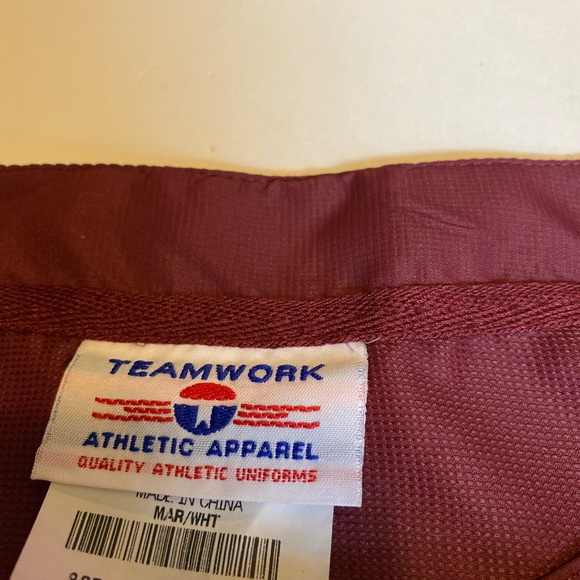 TEAMWORK
ATHLETIC APPAREL
QUALITY ATHLETIC UNIFORMS
MADE IN CHINA
MAR/WHT